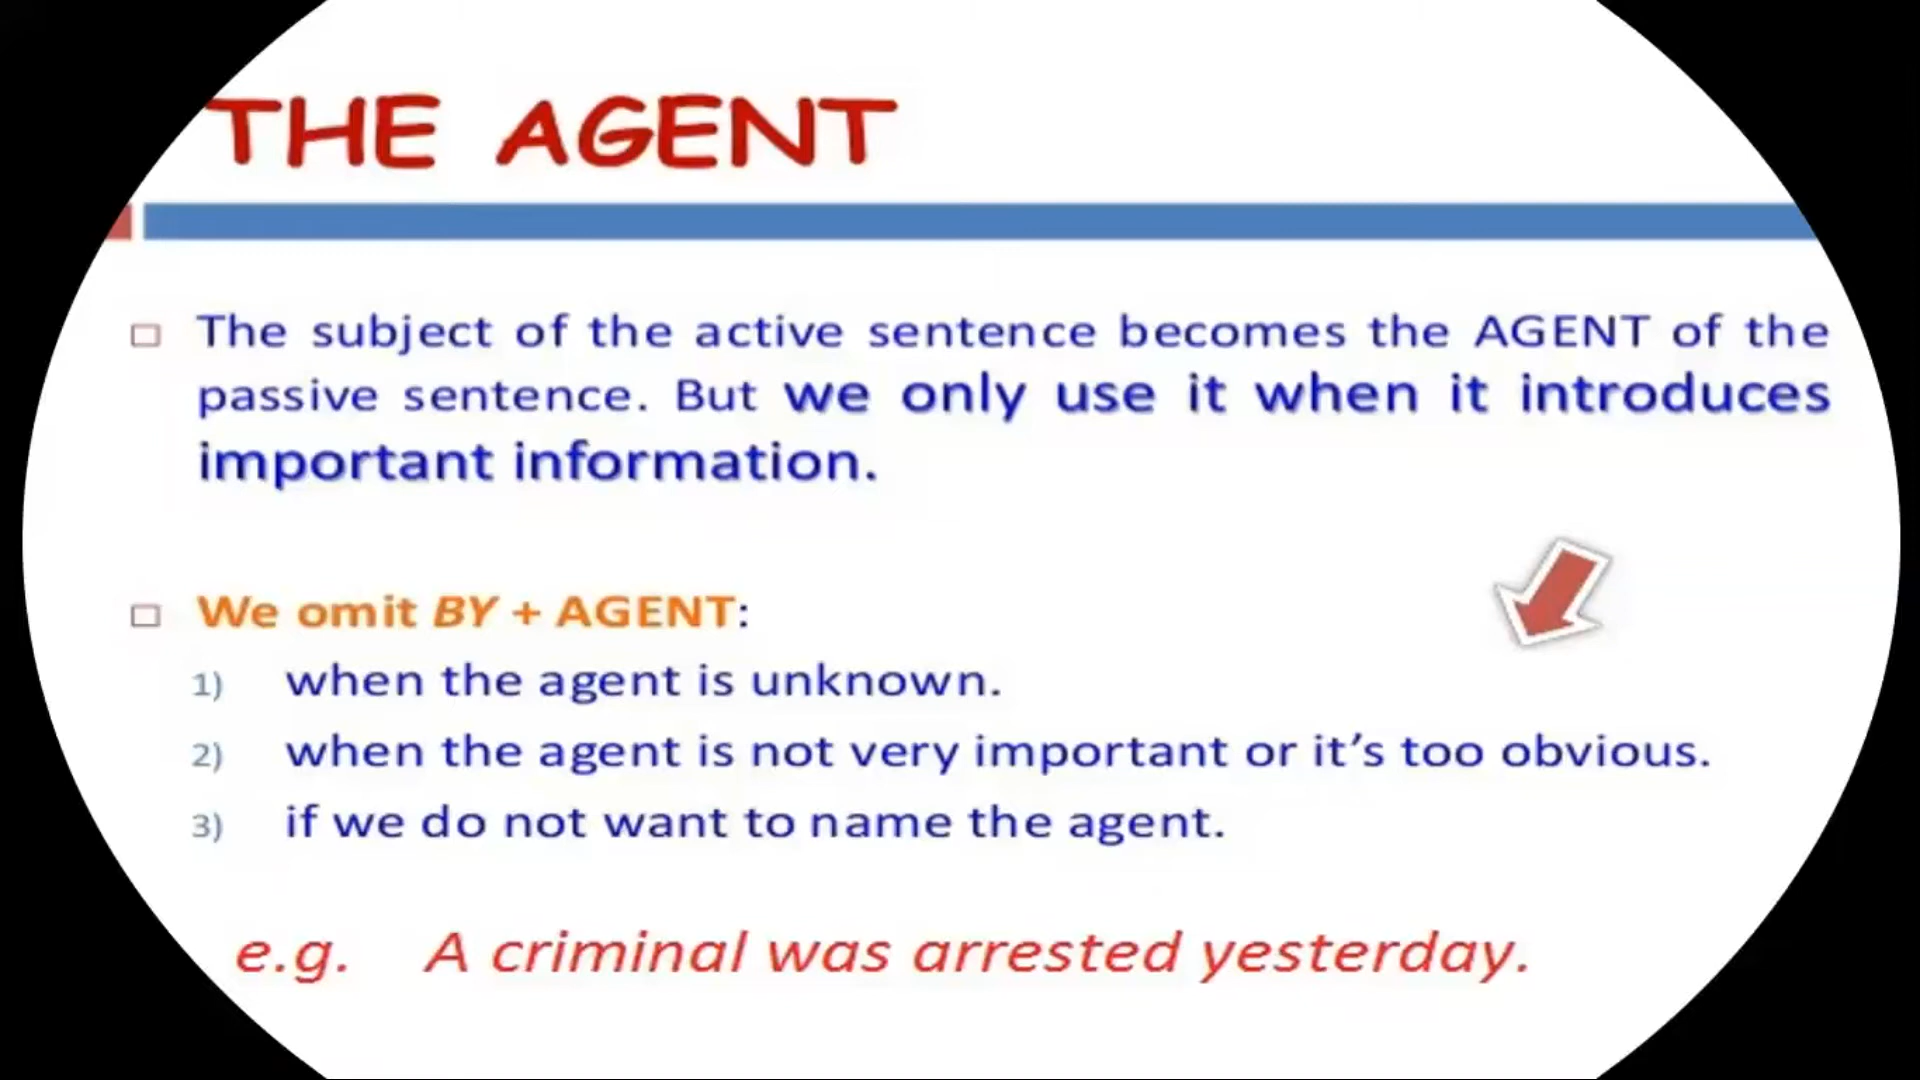 THE AGENT
The subject of the active sentence becomes the AGENT of the
passive sentence. But we only use it when it introduces
important information.
We omit BY + AGENT:
1) when the agent is unknown.
2) when the agent is not very important or it’s too obvious.
3) if we do not want to name the agent.
e.g. A criminal was arrested yesterday.